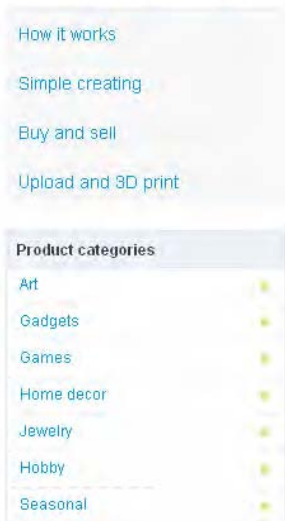 How it works
Simple creating
Buy and sell
Upload and 3D print
Product categories
Art
Gadgets
Games
Home decor
Jewelry
Hobby
Seasonal